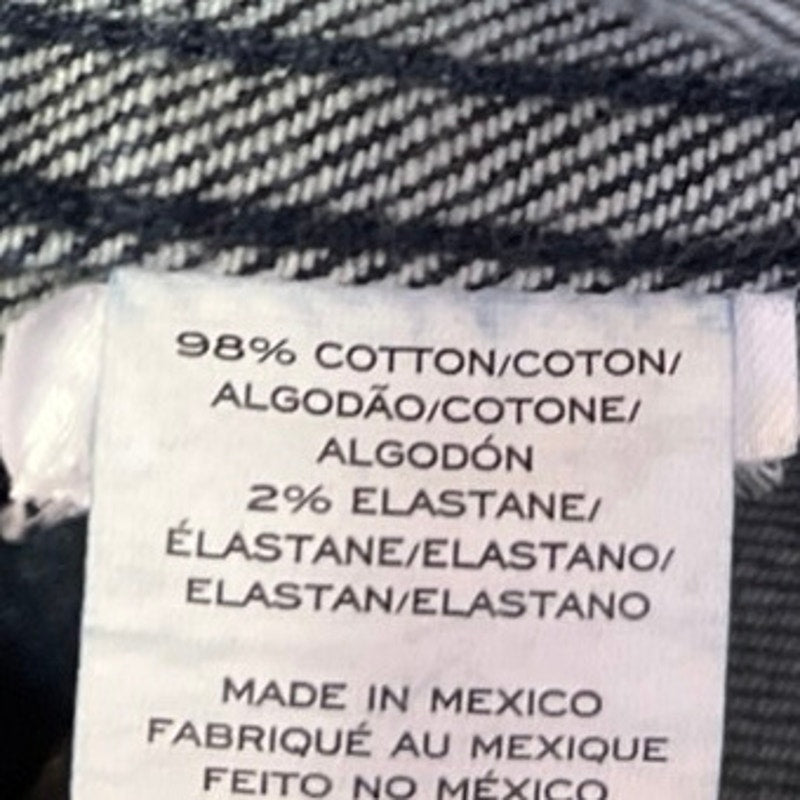 98% COTTON/COTON/
ALGODÃO/COTONE/
ALGODÓN
2% ELASTANE/
ÉLASTANE/ELASTANO/
ELASTAN/ELASTANO
MADE IN MEXICO
FABRIQUÉ AU MEXIQUE
FEITO NO MÉXICO